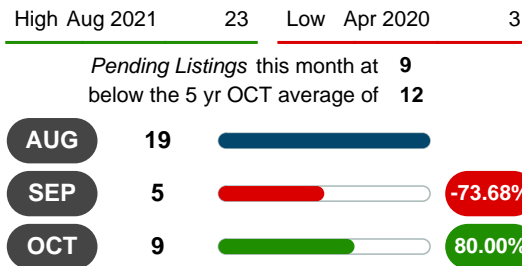 High Aug 2021 23 Low Apr 2020 3
Pending Listings this month at 9
below the 5 yr OCT average of 12
AUG 19
SEP 5 -73.68%
OCT 9 80.00%